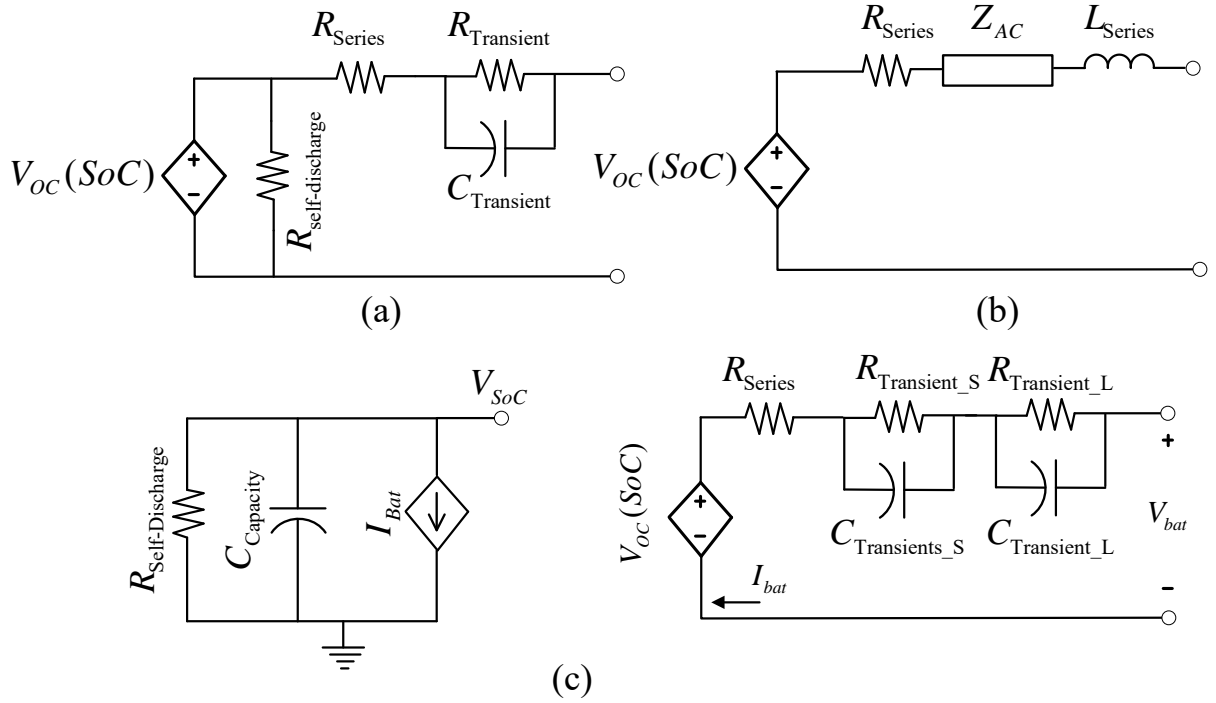 R_Series R_Transient
V_OC(SoC)
+
-
R_self-discharge
C_Transient
(a)
R_Series Z_AC L_Series
V_OC(SoC)
+
-
(b)
V_SoC
R_Self-Discharge
C_Capacity
I_Bat
R_Series R_Transient_S R_Transient_L
V_OC(SoC)
+
-
C_Transients_S C_Transient_L
I_bat
+
V_bat
-
(c)